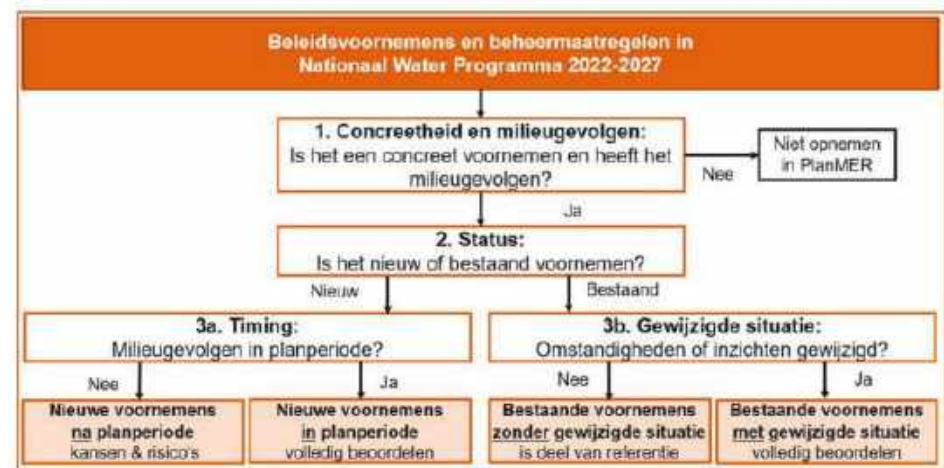 Beleidsvoornemens en beheermaatregelen in
Nationaal Water Programma 2022-2027
1. Concreetheid en milieugevolgen:
Is het een concreet voornemen en heeft het
milieugevolgen?
Nee
Niet opnemen
in PlanMER
Ja
2. Status:
Is het nieuw of bestaand voornemen?
Nieuw
Bestaand
3a. Timing:
Milieugevolgen in planperiode?
3b. Gewijzigde situatie:
Omstandigheden of inzichten gewijzigd?
Nee
Ja
Nee
Ja
Nieuwe voornemens
na planperiode
kansen & risico's
Nieuwe voornemens
in planperiode
volledig beoordelen
Bestaande voornemens
zonder gewijzigde situatie
is deel van referentie
Bestaande voornemens
met gewijzigde situatie
volledig beoordelen